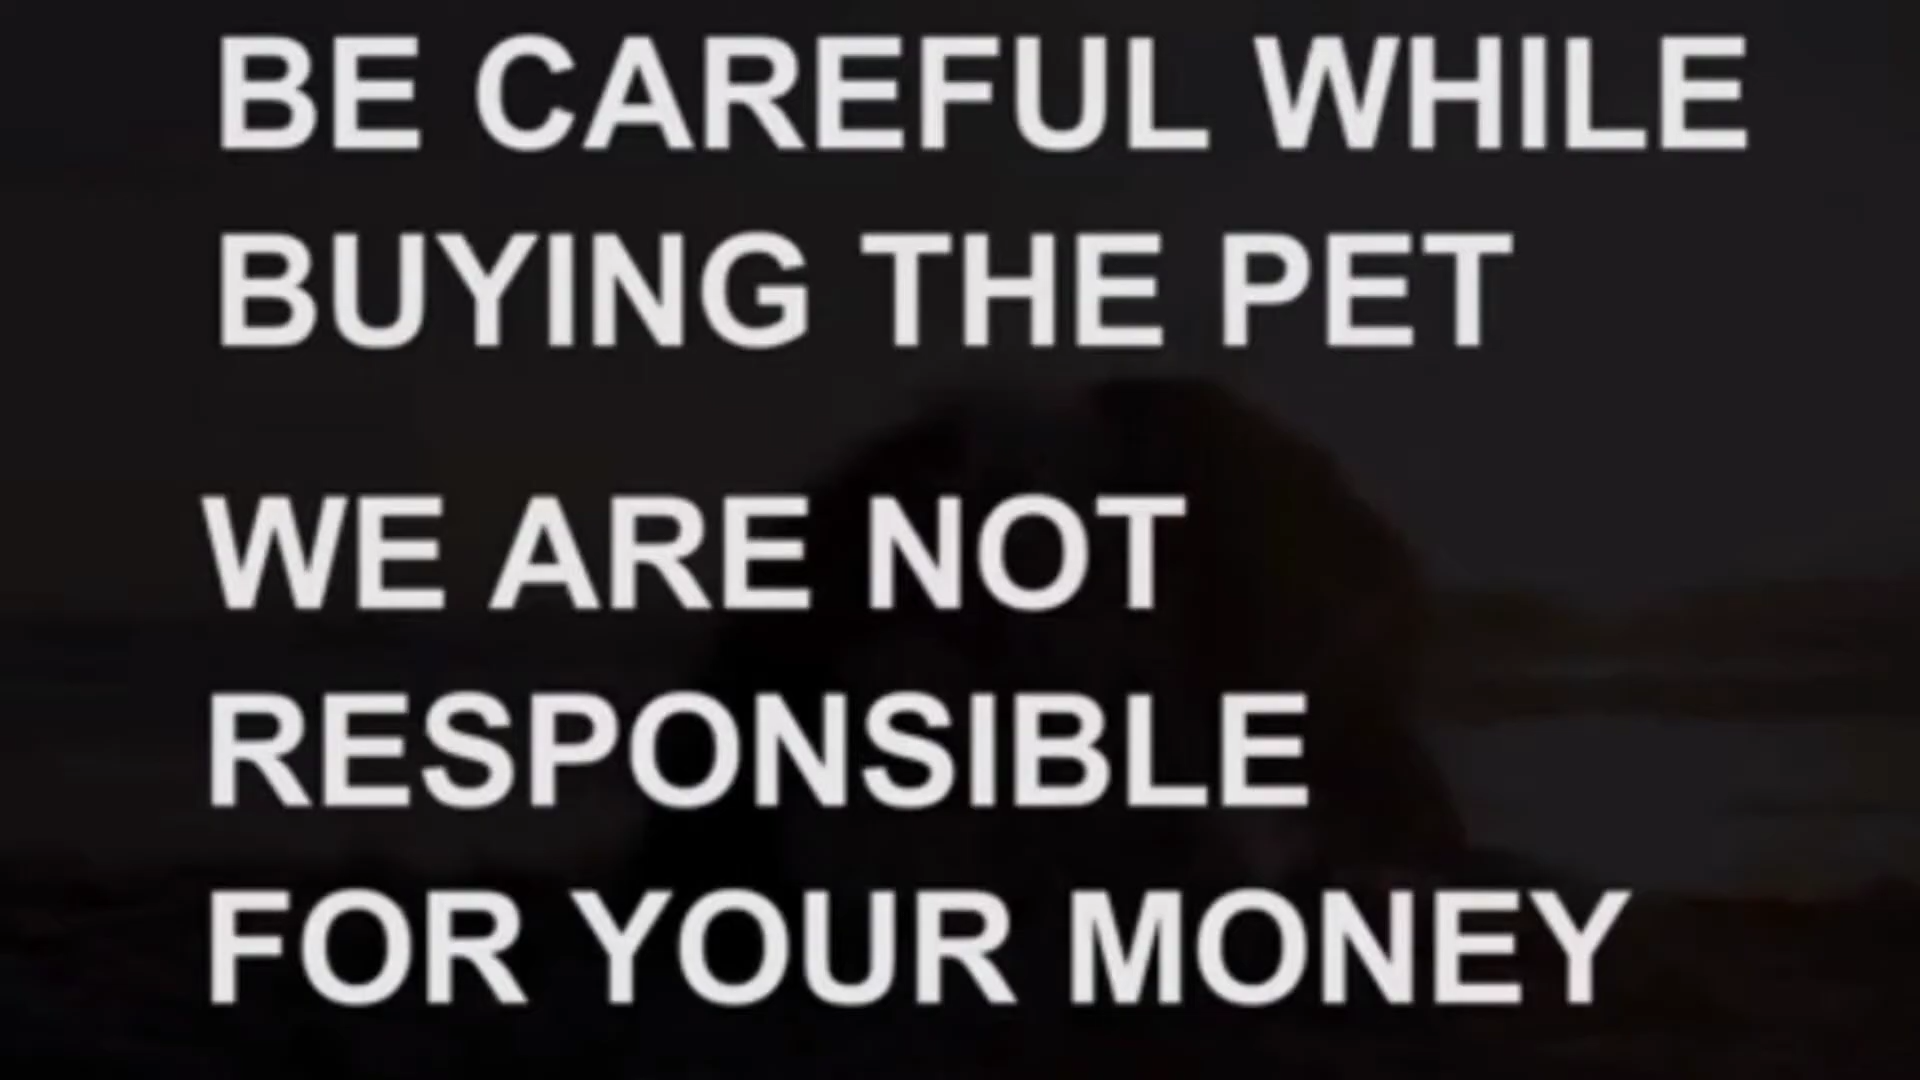 BE CAREFUL WHILE
BUYING THE PET
WE ARE NOT
RESPONSIBLE
FOR YOUR MONEY